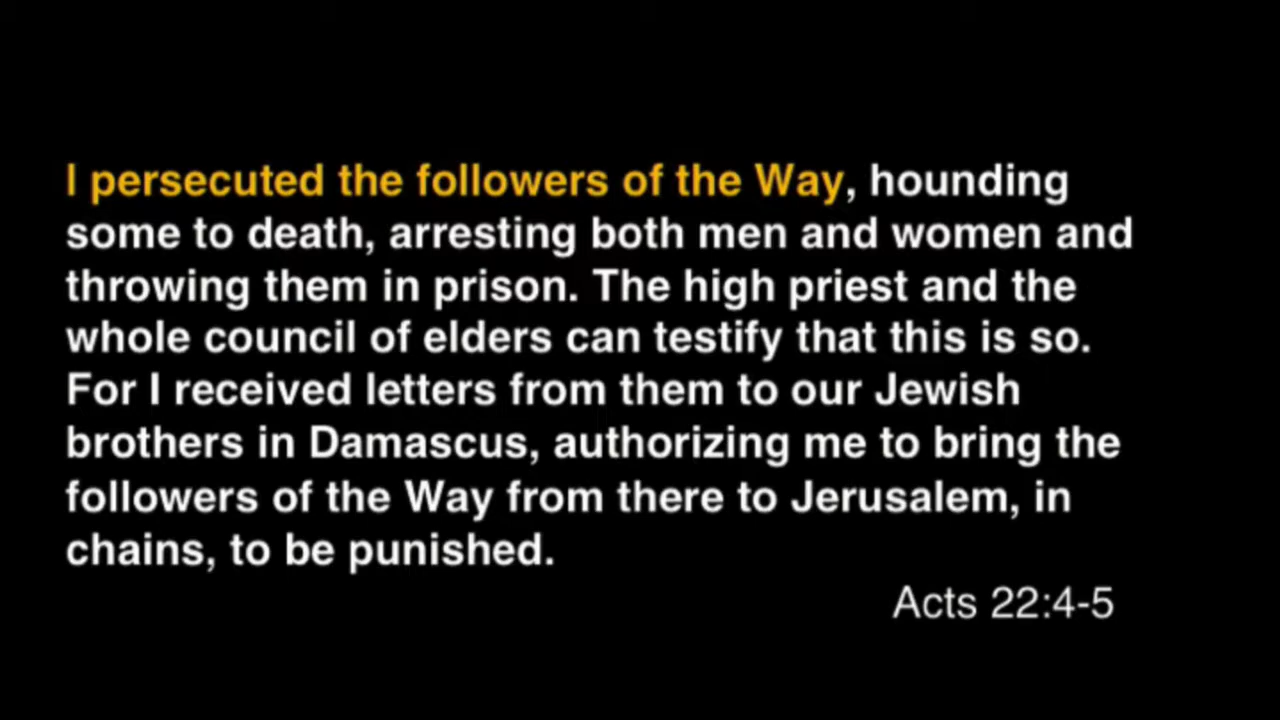 I persecuted the followers of the Way, hounding
some to death, arresting both men and women and
throwing them in prison. The high priest and the
whole council of elders can testify that this is so.
For I received letters from them to our Jewish
brothers in Damascus, authorizing me to bring the
followers of the Way from there to Jerusalem, in
chains, to be punished.
Acts 22:4-5